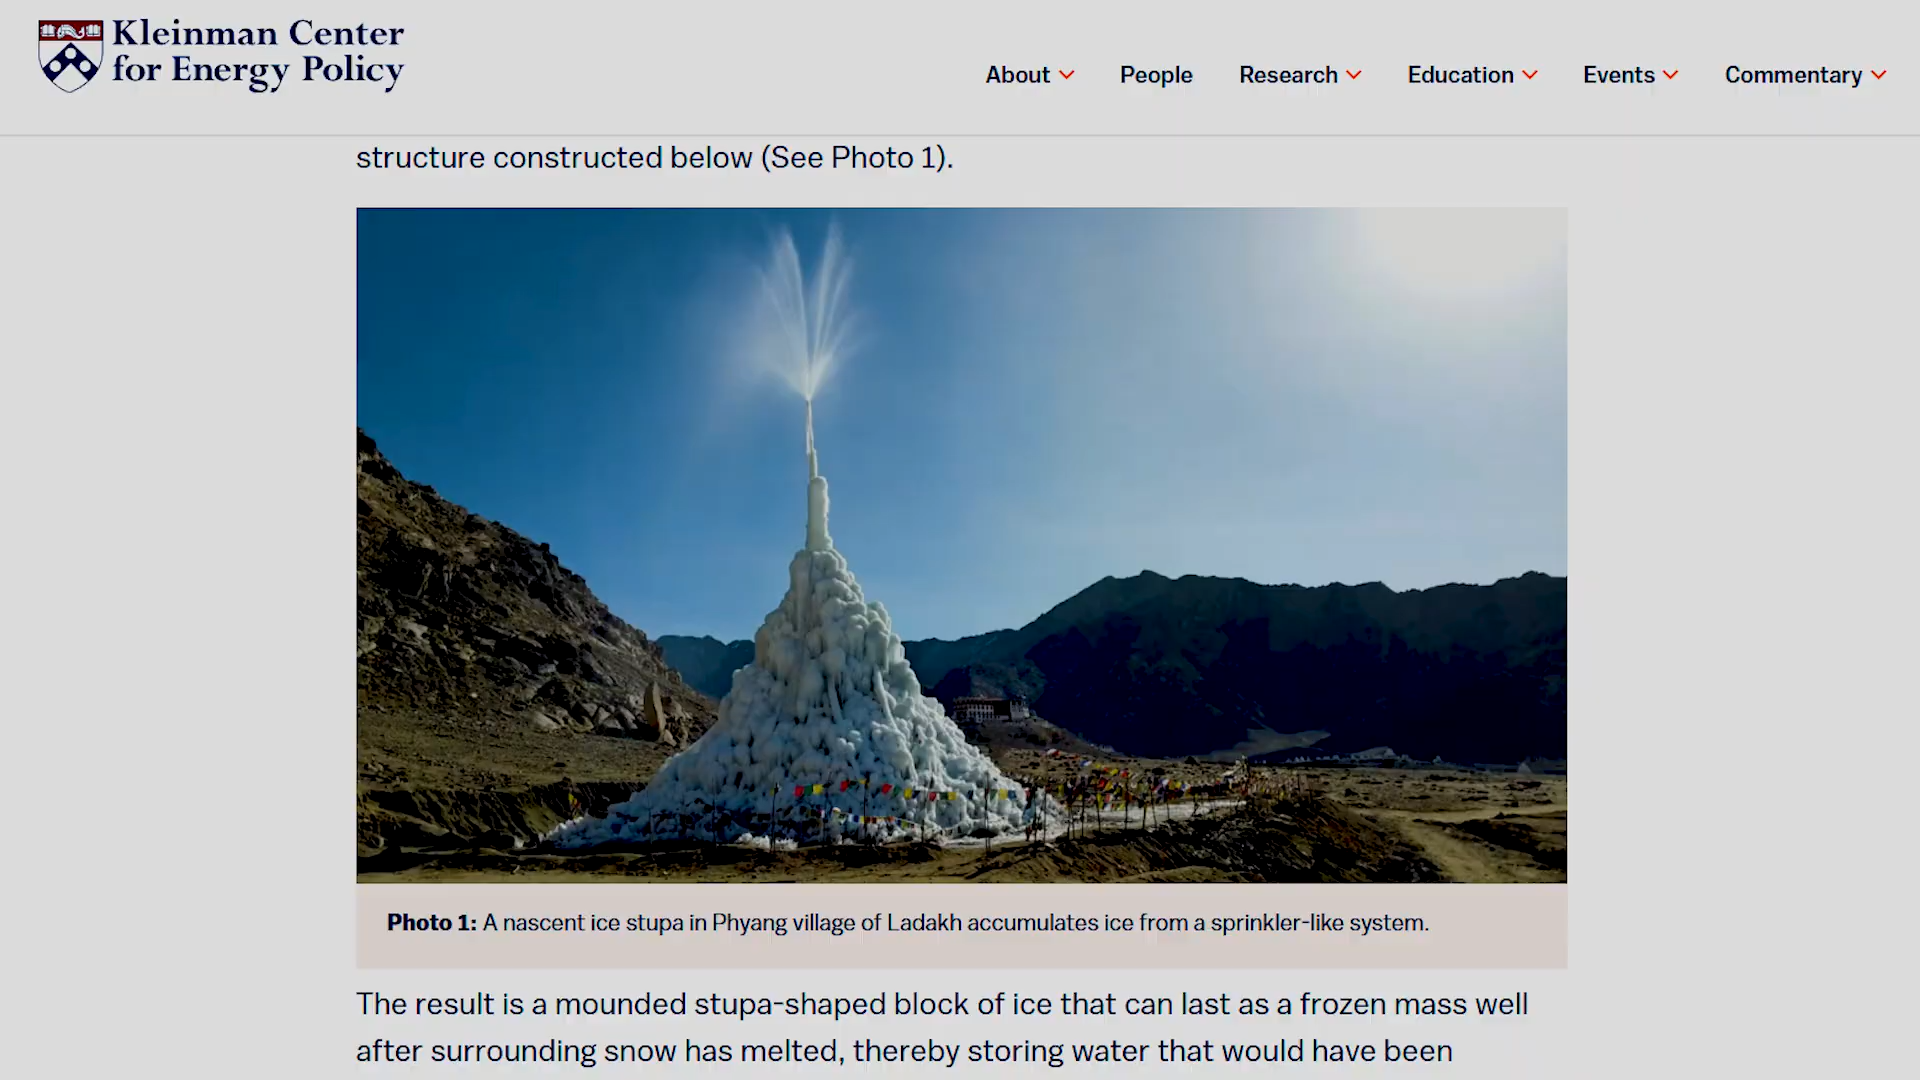 Kleinman Center
for Energy Policy
About
People
Research
Education
Events
Commentary
structure constructed below (See Photo 1).
Photo 1: A nascent ice stupa in Phyang village of Ladakh accumulates ice from a sprinkler-like system.
The result is a mounded stupa-shaped block of ice that can last as a frozen mass well
after surrounding snow has melted, thereby storing water that would have been